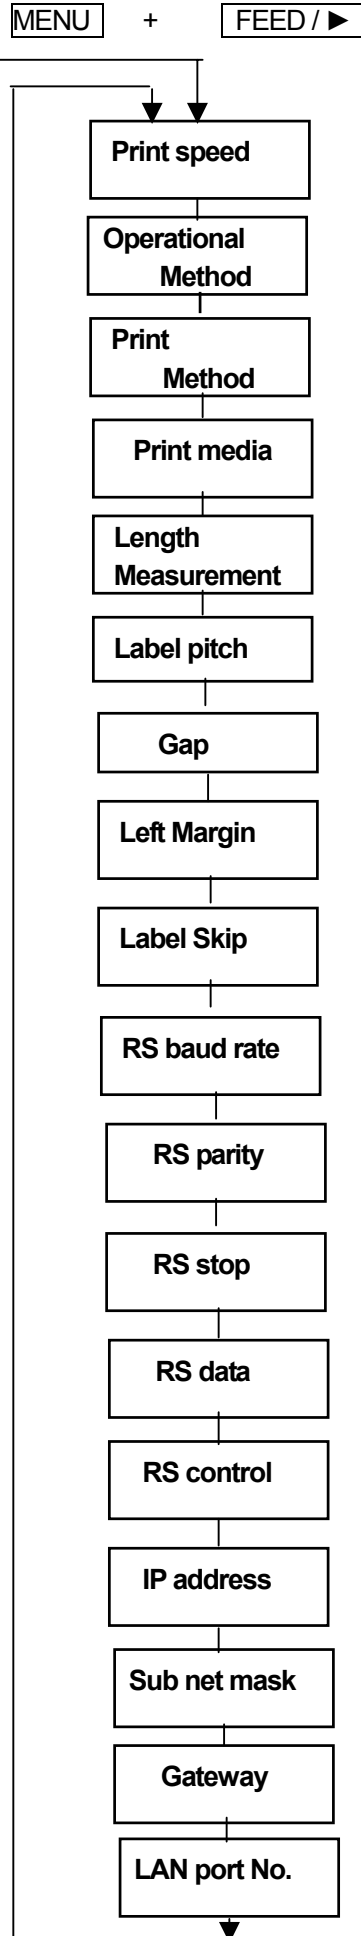 MENU + FEED / ►
Print speed
Operational
Method
Print
Method
Print media
Length
Measurement
Label pitch
Gap
Left Margin
Label Skip
RS baud rate
RS parity
RS stop
RS data
RS control
IP address
Sub net mask
Gateway
LAN port No.